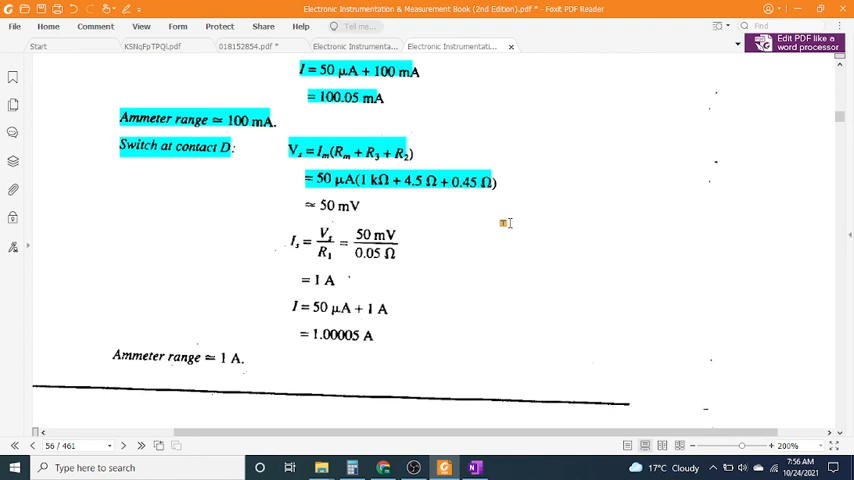 Electronic Instrumentation & Measurement Book (2nd Edition).pdf * - Foxit PDF Reader
File Home Comment View Form Protect Share Help Tell me... Find
Start KSNqFpTPQl.pdf 018152854.pdf * Electronic Instrumenta... Electronic Instrumentati...
Edit PDF like a
word processor
I = 50 μA + 100 mA
= 100.05 mA
Ammeter range ≃ 100 mA.
Switch at contact D: Vs = Im(Rm + R3 + R2)
= 50 μA(1 kΩ + 4.5 Ω + 0.45 Ω)
≃ 50 mV
Is = Vs/R1 = 50 mV/0.05 Ω
= 1 A
I = 50 μA + 1 A
= 1.00005 A
Ammeter range ≃ 1 A.
56 / 461 200%
Type here to search 17°C Cloudy 7:56 AM
10/24/2021